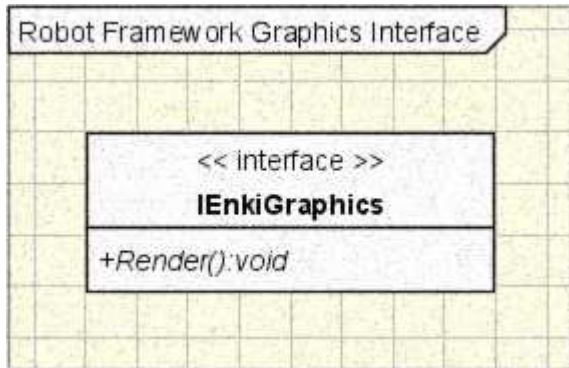 Robot Framework Graphics Interface
<< interface >>
IEnkiGraphics
+Render():void